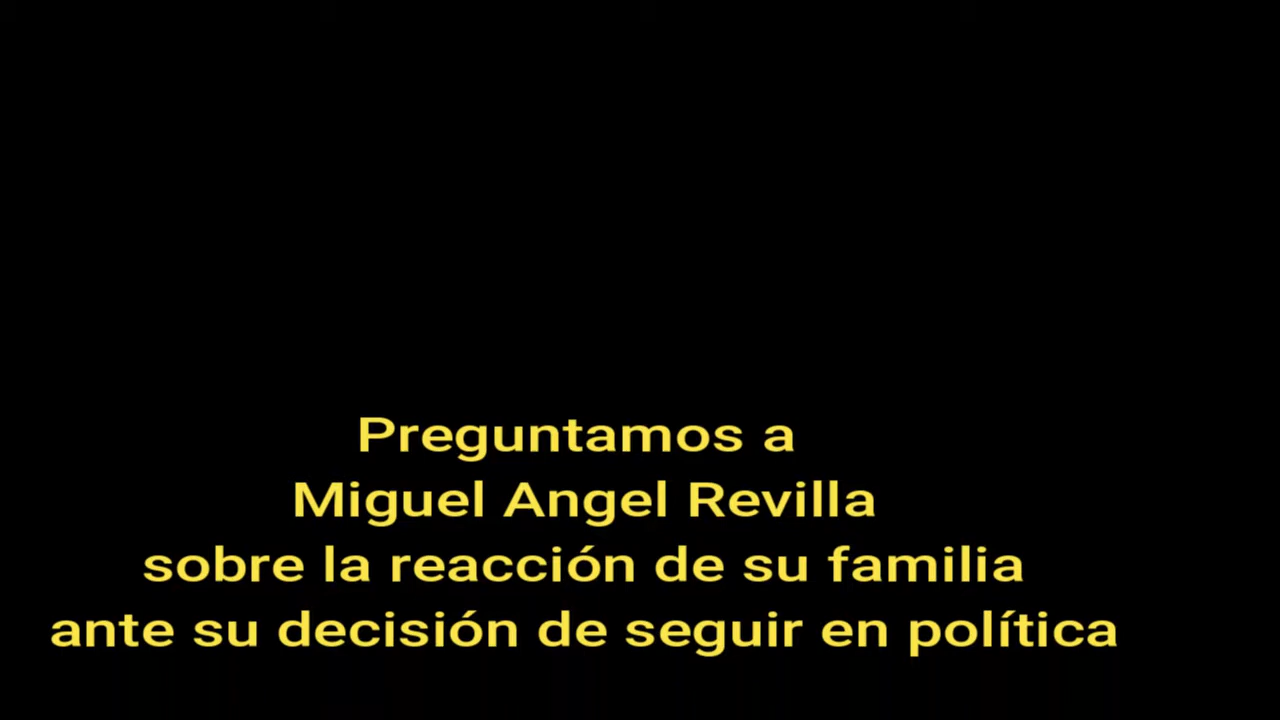 Preguntamos a
Miguel Angel Revilla
sobre la reacción de su familia
ante su decisión de seguir en política